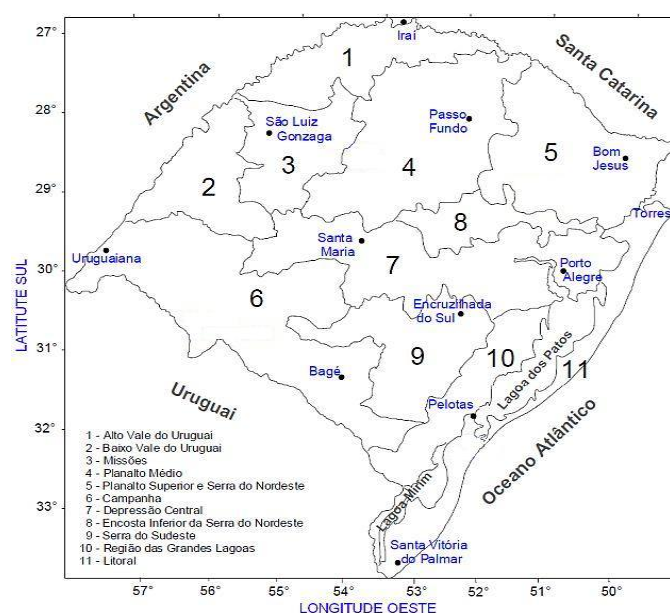 27°
28°
29°
30°
31°
32°
33°
LATITUTE SUL
Iraí
Santa Catarina
Argentina
1
São Luiz
Gonzaga
Passo
Fundo
3
4
5
Bom
Jesus
2
Torres
8
Santa
Maria
Uruguaiana
7
Porto
Alegre
6
Encruzilhada
do Sul
9
10
Lagoa dos Patos
11
Bagé
Uruguai
Pelotas
Oceano Atlântico
1 - Alto Vale do Uruguai
2 - Baixo Vale do Uruguai
3 - Missões
4 - Planalto Médio
5 - Planalto Superior e Serra do Nordeste
6 - Campanha
7 - Depressão Central
8 - Encosta Inferior da Serra do Nordeste
9 - Serra do Sudeste
10 - Região das Grandes Lagoas
11 - Litoral
Lagoa Mirim
Santa Vitória
do Palmar
57° 56° 55° 54° 53° 52° 51° 50°
LONGITUDE OESTE